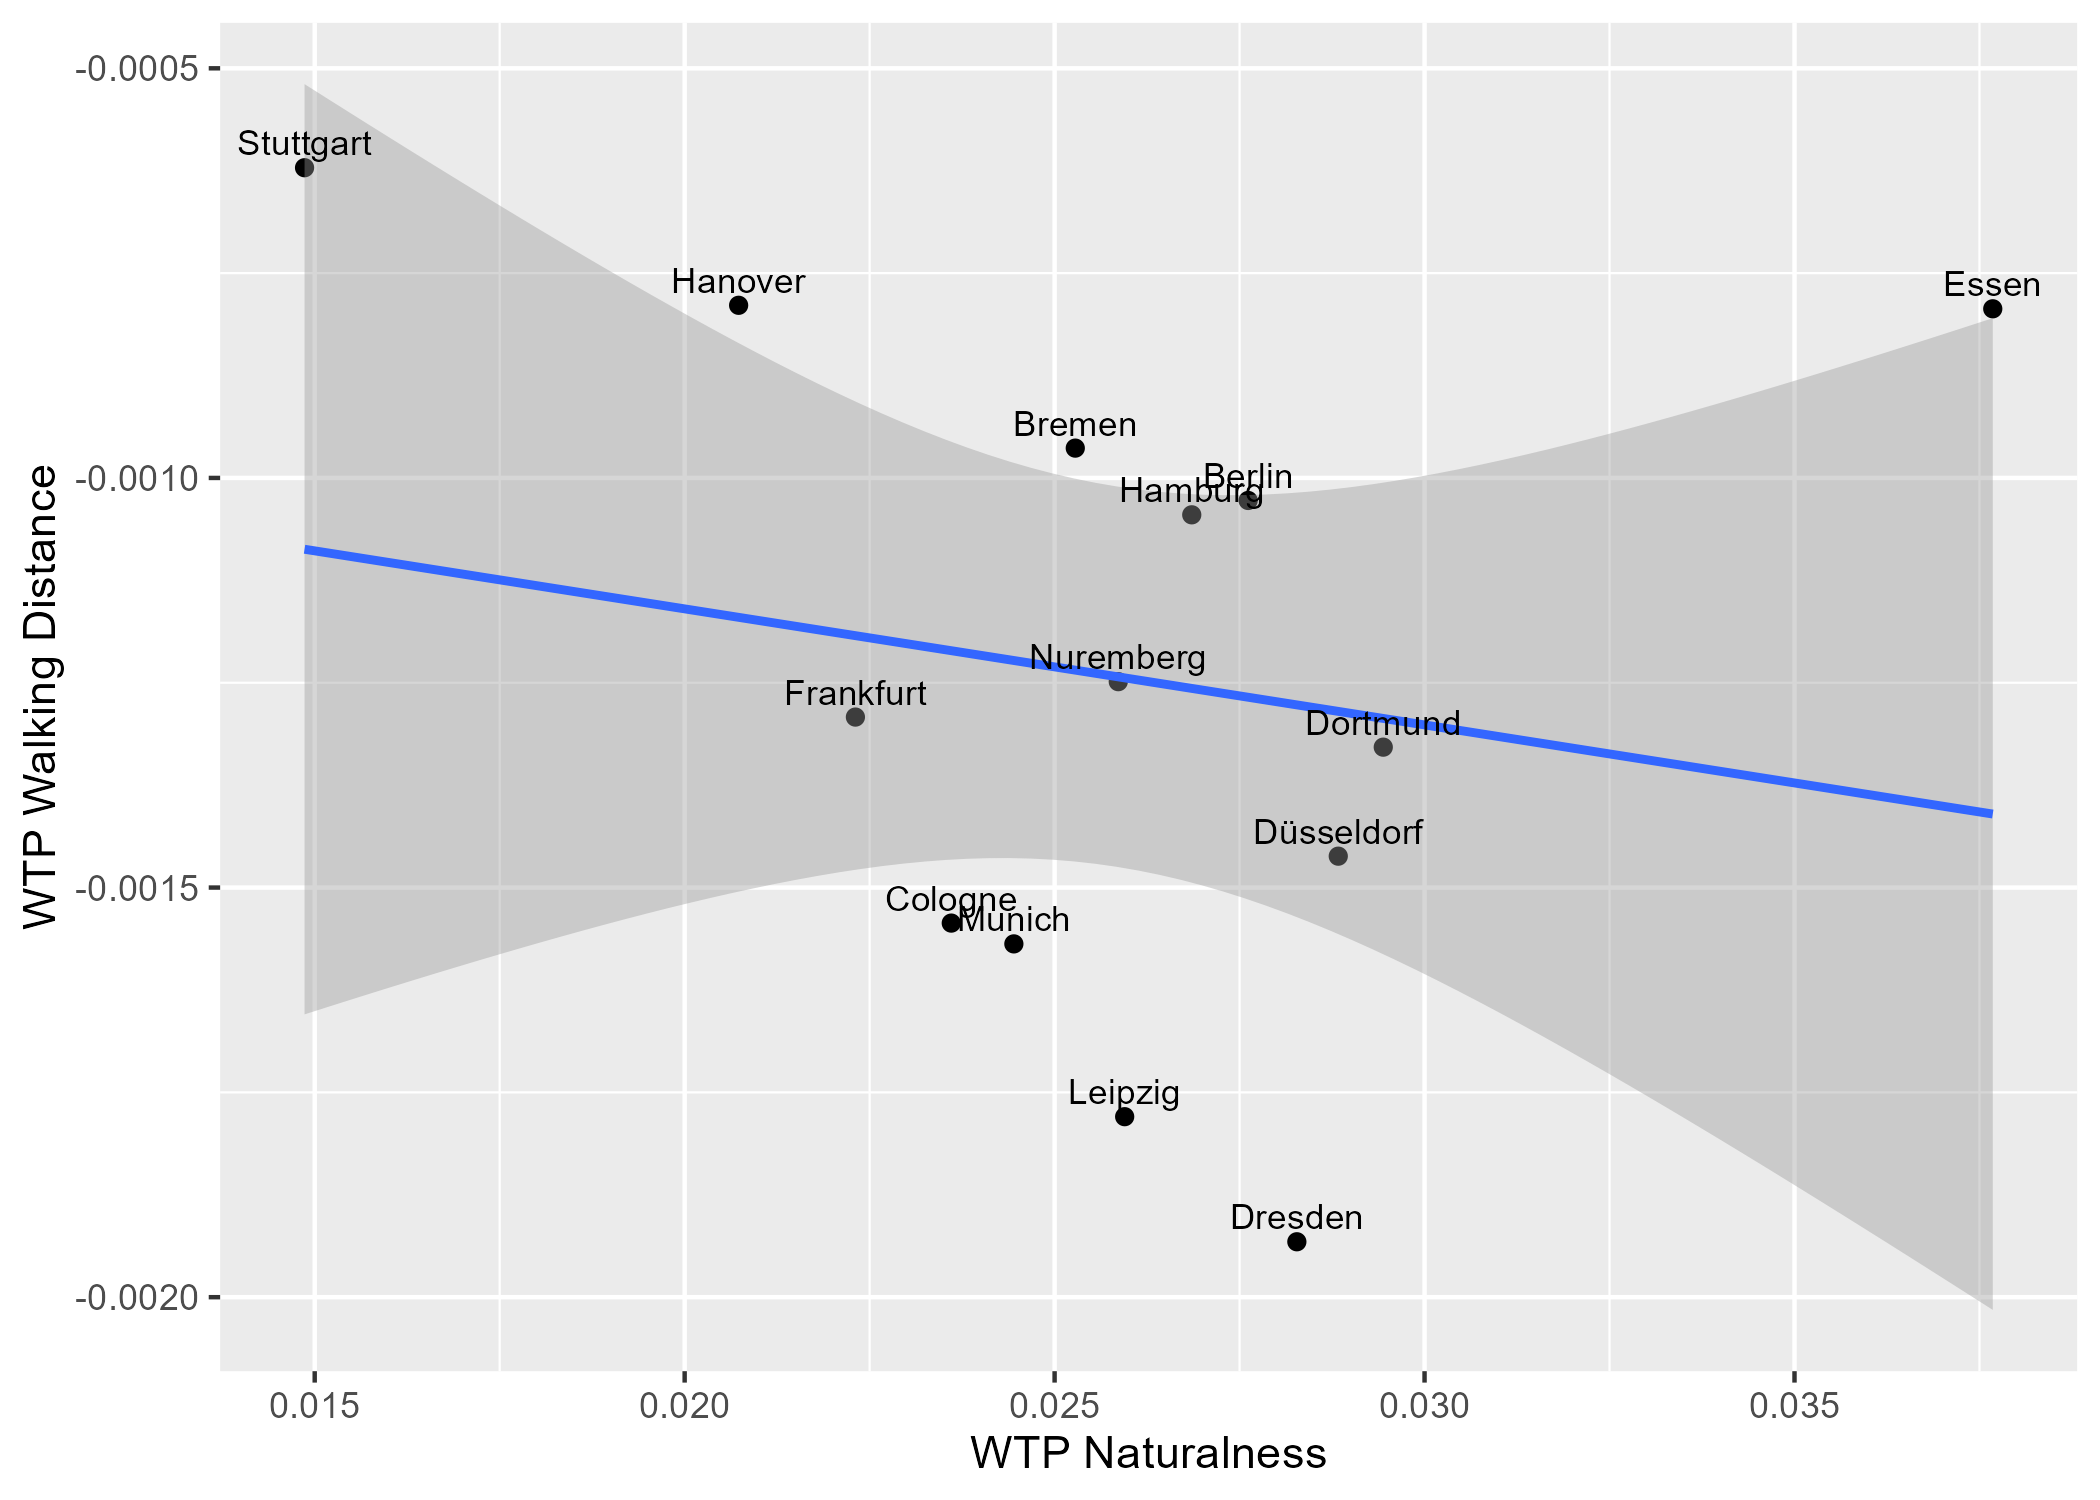 -0.0005
Stuttgart
Hanover
Essen
Bremen
Berlin
-0.0010
Hamburg
Nuremberg
Frankfurt
Dortmund
Düsseldorf
-0.0015
Cologne
Munich
Leipzig
Dresden
-0.0020
0.015 0.020 0.025 0.030 0.035
WTP Naturalness
WTP Walking Distance